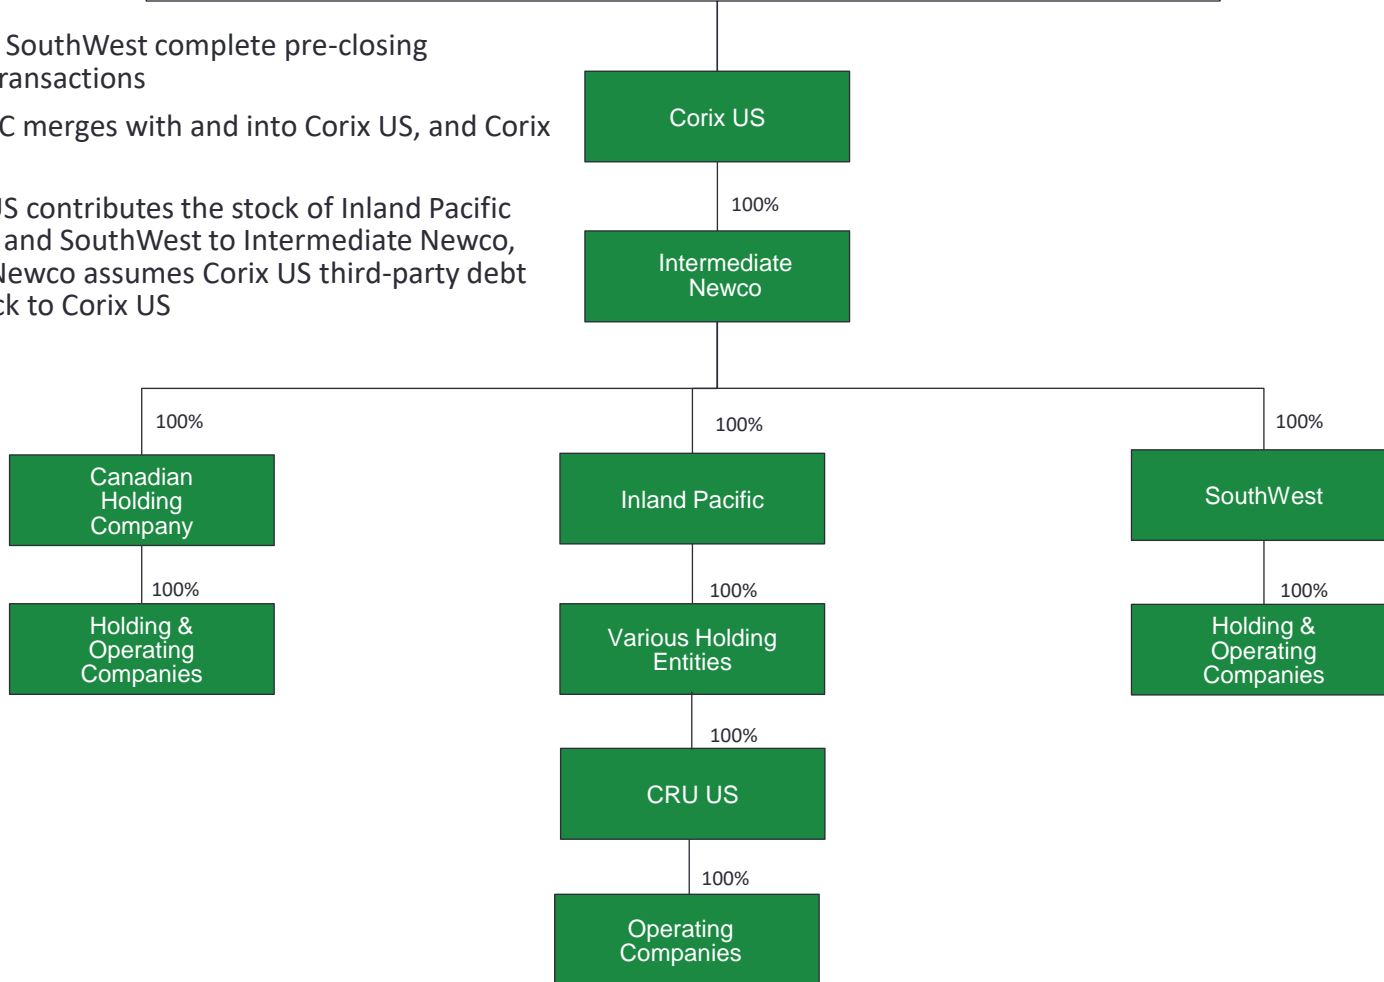 SouthWest complete pre-closing
ransactions
C merges with and into Corix US, and Corix
US contributes the stock of Inland Pacific
and SouthWest to Intermediate Newco,
Newco assumes Corix US third-party debt
ck to Corix US
Corix US
100%
Intermediate
Newco
100%
100%
100%
Canadian
Holding
Company
Inland Pacific
SouthWest
100%
100%
100%
Holding &
Operating
Companies
Various Holding
Entities
Holding &
Operating
Companies
100%
CRU US
100%
Operating
Companies